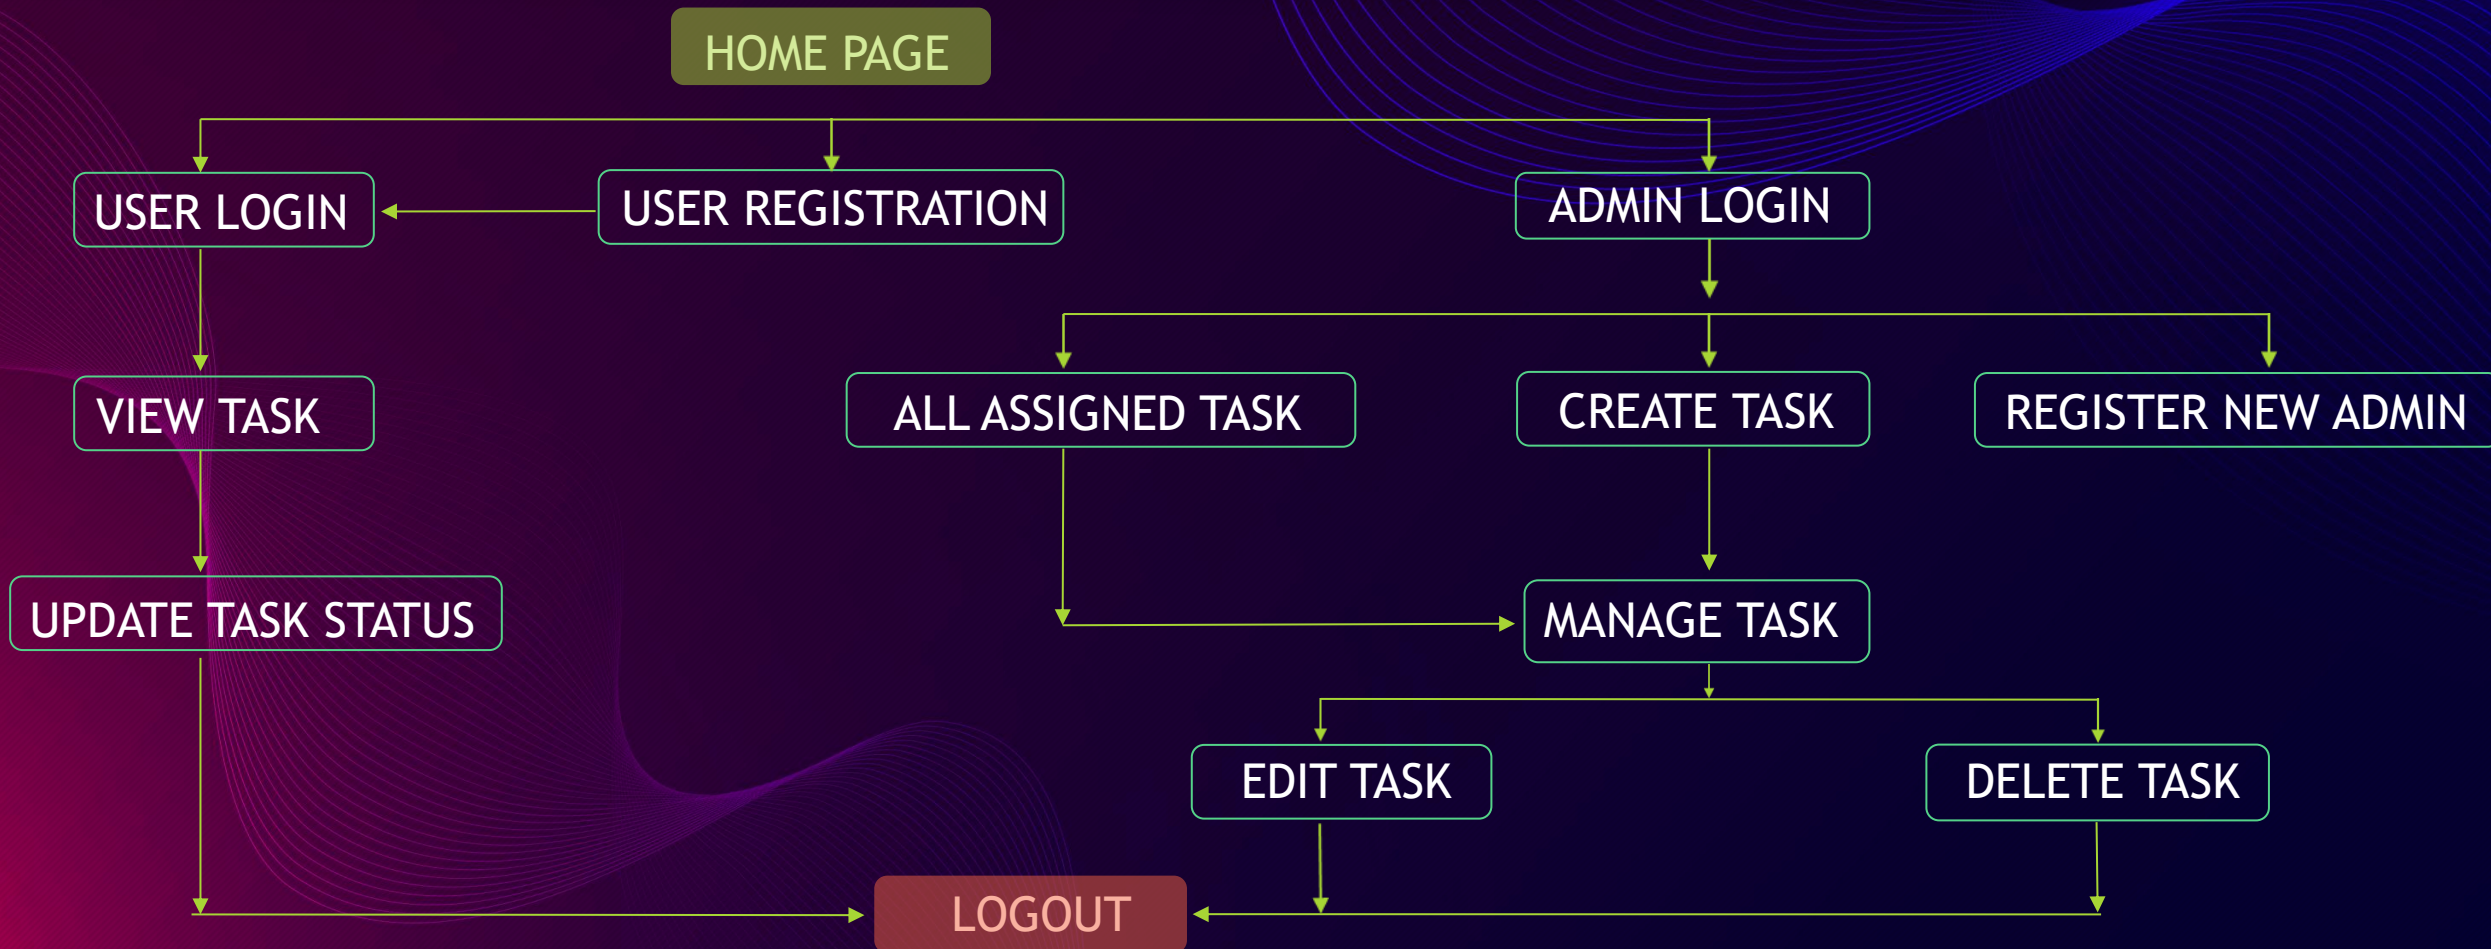 HOME PAGE
USER LOGIN
USER REGISTRATION
ADMIN LOGIN
VIEW TASK
ALL ASSIGNED TASK
CREATE TASK
REGISTER NEW ADMIN
UPDATE TASK STATUS
MANAGE TASK
EDIT TASK
DELETE TASK
LOGOUT